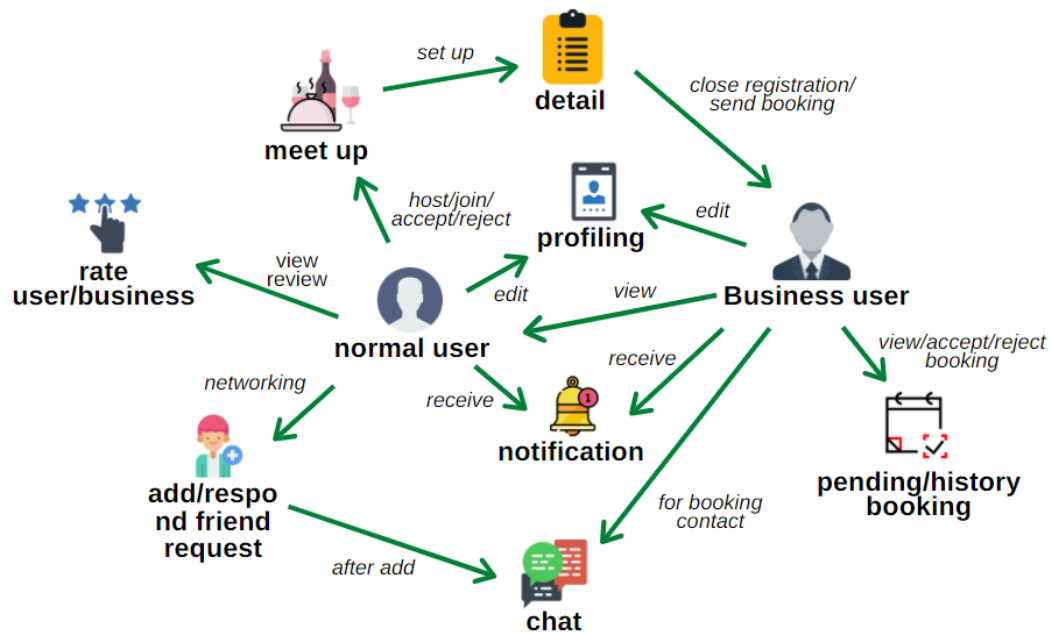 set up
detail
close registration/
send booking
meet up
host/join/
accept/reject
profiling
edit
rate
user/business
view
review
edit
view
Business user
normal user
receive
view/accept/reject
booking
networking
receive
1
notification
add/respo
nd friend
request
for booking
contact
pending/history
booking
after add
chat